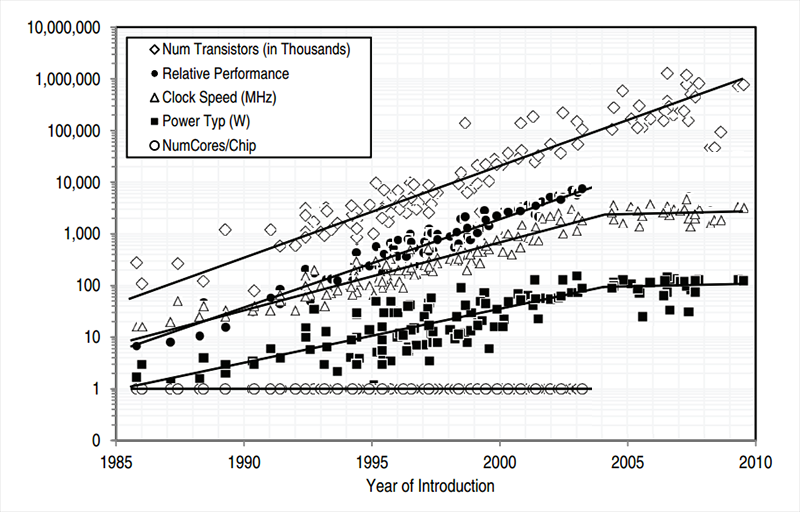 10,000,000
1,000,000
100,000
10,000
1,000
100
10
1
0
Num Transistors (in Thousands)
Relative Performance
Clock Speed (MHz)
Power Typ (W)
NumCores/Chip
1985 1990 1995 2000 2005 2010
Year of Introduction